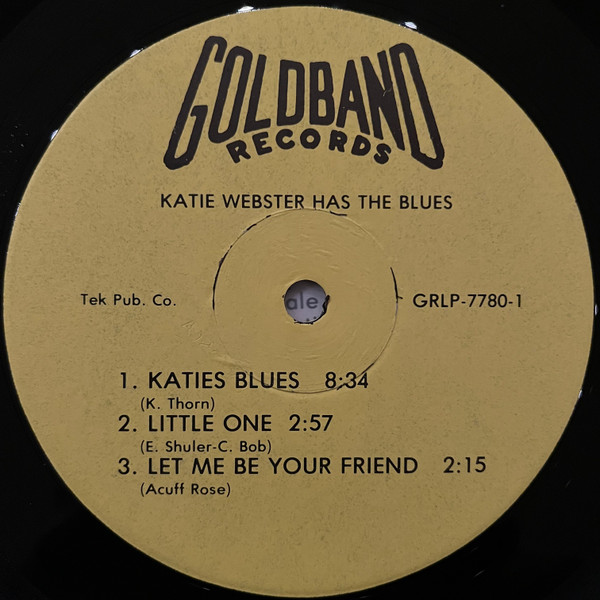 GOLDBAND
RECORDS
KATIE WEBSTER HAS THE BLUES
Tek Pub. Co.
GRLP-7780-1
ale
1. KATIES BLUES 8:34
(K. Thorn)
2. LITTLE ONE 2:57
(E. Shuler-C. Bob)
3. LET ME BE YOUR FRIEND 2:15
(Acuff Rose)